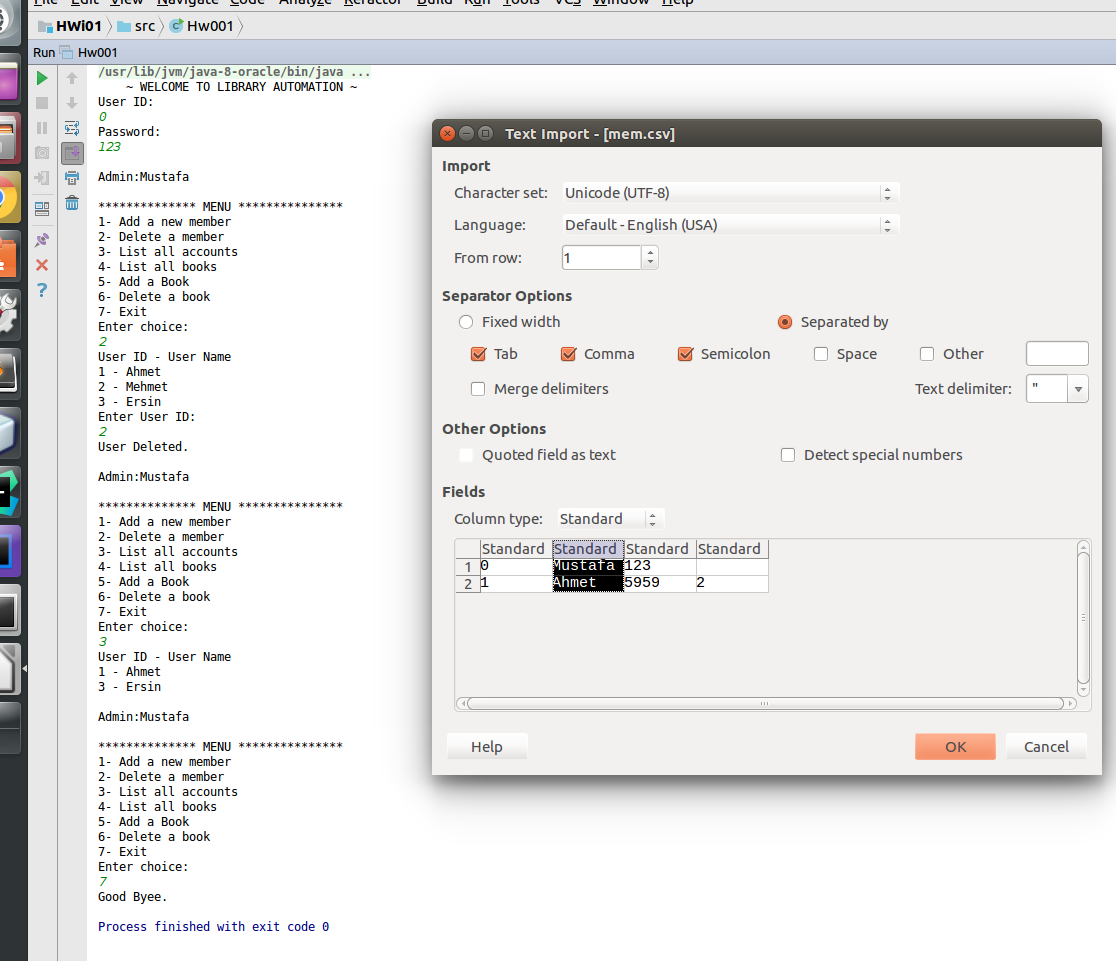 File Edit View Navigate Code Analyze Refactor Build Run Tools VCS Window Help
HWi01 src Hw001
Run Hw001
/usr/lib/jvm/java-8-oracle/bin/java ...
~ WELCOME TO LIBRARY AUTOMATION ~
User ID:
0
Password:
123
Admin:Mustafa
************** MENU ***************
1- Add a new member
2- Delete a member
3- List all accounts
4- List all books
5- Add a Book
6- Delete a book
7- Exit
Enter choice:
2
User ID - User Name
1 - Ahmet
2 - Mehmet
3 - Ersin
Enter User ID:
2
User Deleted.
Admin:Mustafa
************** MENU ***************
1- Add a new member
2- Delete a member
3- List all accounts
4- List all books
5- Add a Book
6- Delete a book
7- Exit
Enter choice:
3
User ID - User Name
1 - Ahmet
3 - Ersin
Admin:Mustafa
************** MENU ***************
1- Add a new member
2- Delete a member
3- List all accounts
4- List all books
5- Add a Book
6- Delete a book
7- Exit
Enter choice:
7
Good Byee.
Process finished with exit code 0
Text Import - [mem.csv]
Import
Character set: Unicode (UTF-8)
Language: Default - English (USA)
From row: 1
Separator Options
Fixed width Separated by
Tab Comma Semicolon Space Other
Merge delimiters Text delimiter: "
Other Options
Quoted field as text Detect special numbers
Fields
Column type: Standard
Standard Standard Standard Standard
1 0 Mustafa 123
2 1 Ahmet 5959 2
Help OK Cancel